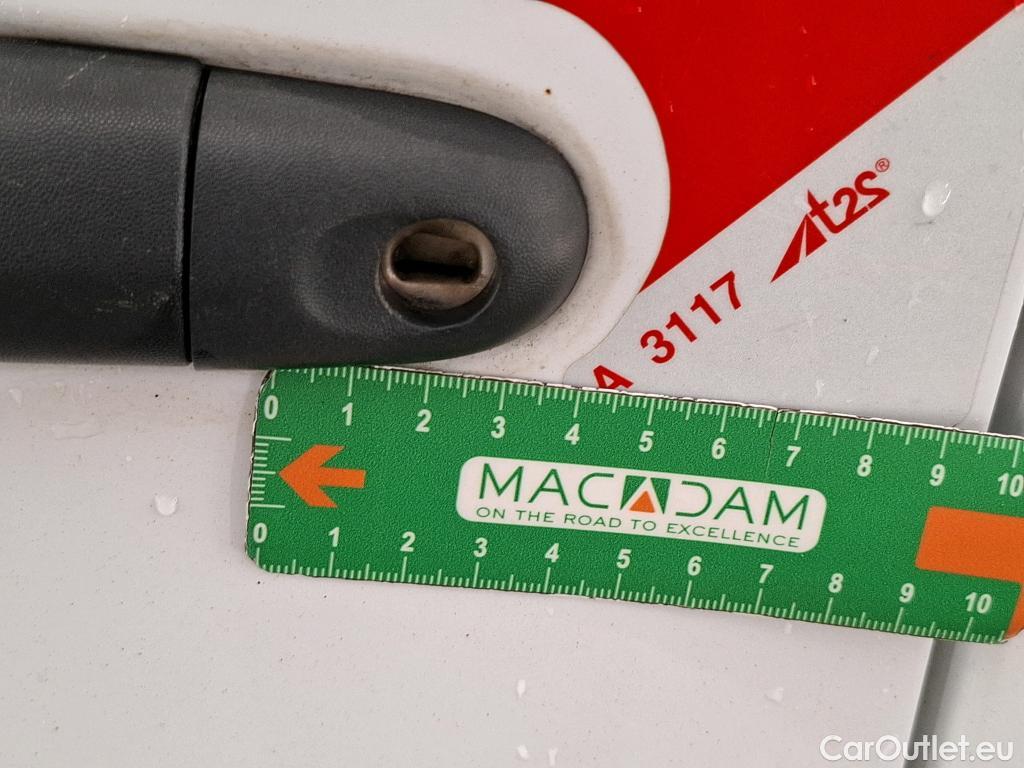 At2S®
A 3117
0 1 2 3 4 5 6 7 8 9 10
MACADAM
ON THE ROAD TO EXCELLENCE
0 1 2 3 4 5 6 7 8 9 10
CarOutlet.eu